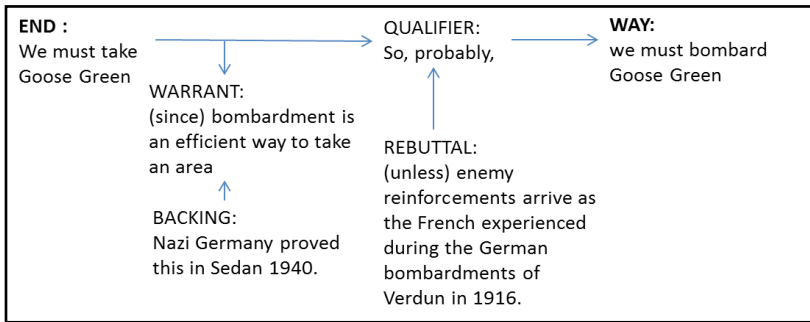 END :
We must take
Goose Green
QUALIFIER:
So, probably,
WAY:
we must bombard
Goose Green
WARRANT:
(since) bombardment is
an efficient way to take
an area
REBUTTAL:
(unless) enemy
reinforcements arrive as
the French experienced
during the German
bombardments of
Verdun in 1916.
BACKING:
Nazi Germany proved
this in Sedan 1940.